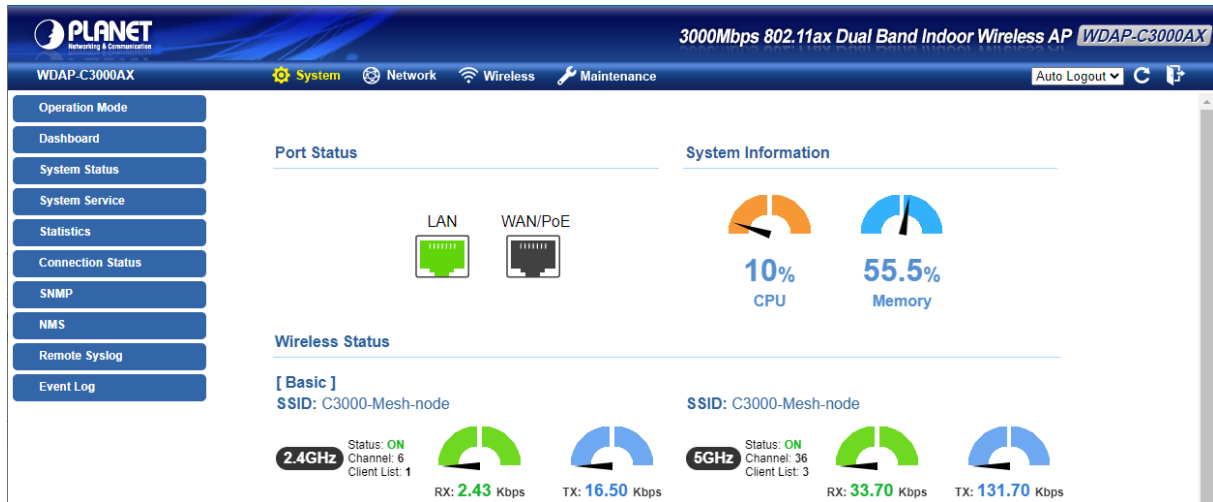 PLANET
Networking & Communication
3000Mbps 802.11ax Dual Band Indoor Wireless AP WDAP-C3000AX
WDAP-C3000AX
System Network Wireless Maintenance
Auto Logout
Operation Mode
Dashboard
System Status
System Service
Statistics
Connection Status
SNMP
NMS
Remote Syslog
Event Log
Port Status
LAN WAN/PoE
System Information
10% 55.5%
CPU Memory
Wireless Status
[ Basic ]
SSID: C3000-Mesh-node
2.4GHz
Status: ON
Channel: 6
Client List: 1
RX: 2.43 Kbps TX: 16.50 Kbps
SSID: C3000-Mesh-node
5GHz
Status: ON
Channel: 36
Client List: 3
RX: 33.70 Kbps TX: 131.70 Kbps